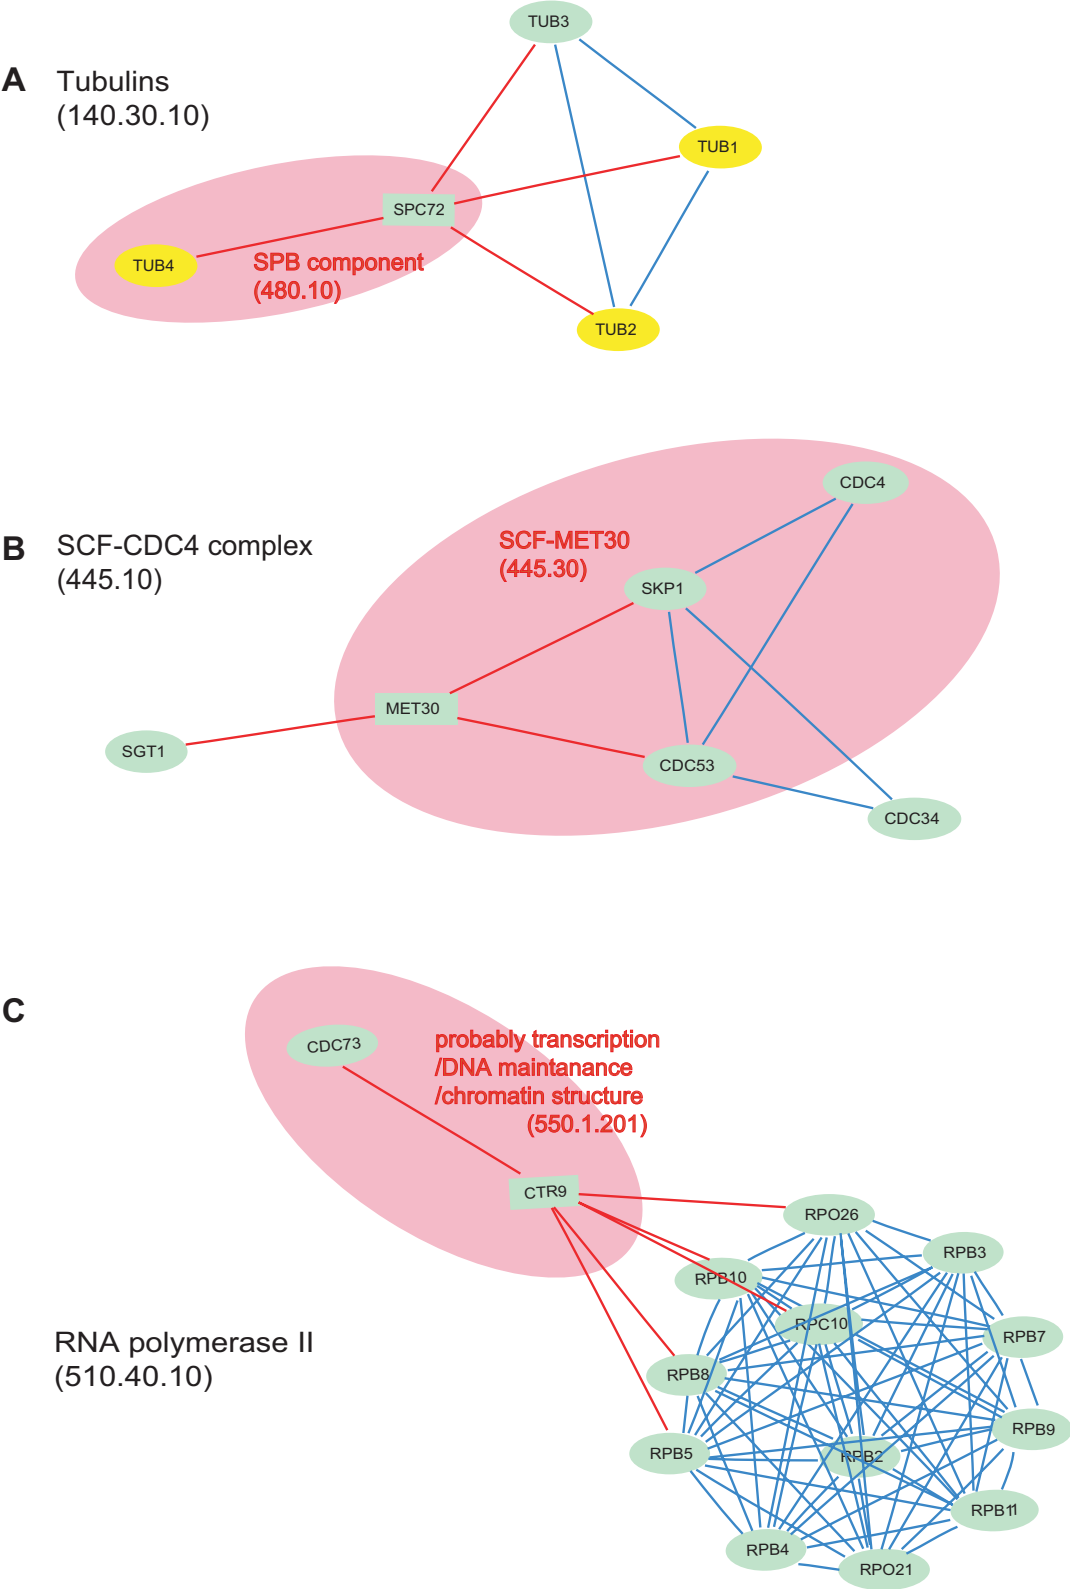 TUB3
A Tubulins
(140.30.10)
TUB1
SPC72
TUB4
SPB component
(480.10)
TUB2
CDC4
B SCF-CDC4 complex
(445.10)
SCF-MET30
(445.30)
SKP1
MET30
SGT1
CDC53
CDC34
C
CDC73
probably transcription
/DNA maintanance
/chromatin structure
(550.1.201)
CTR9
RPO26
RPB3
RPB10
RPC10
RPB7
RNA polymerase II
(510.40.10)
RPB8
RPB9
RPB5
RPB2
RPB11
RPB4
RPO21